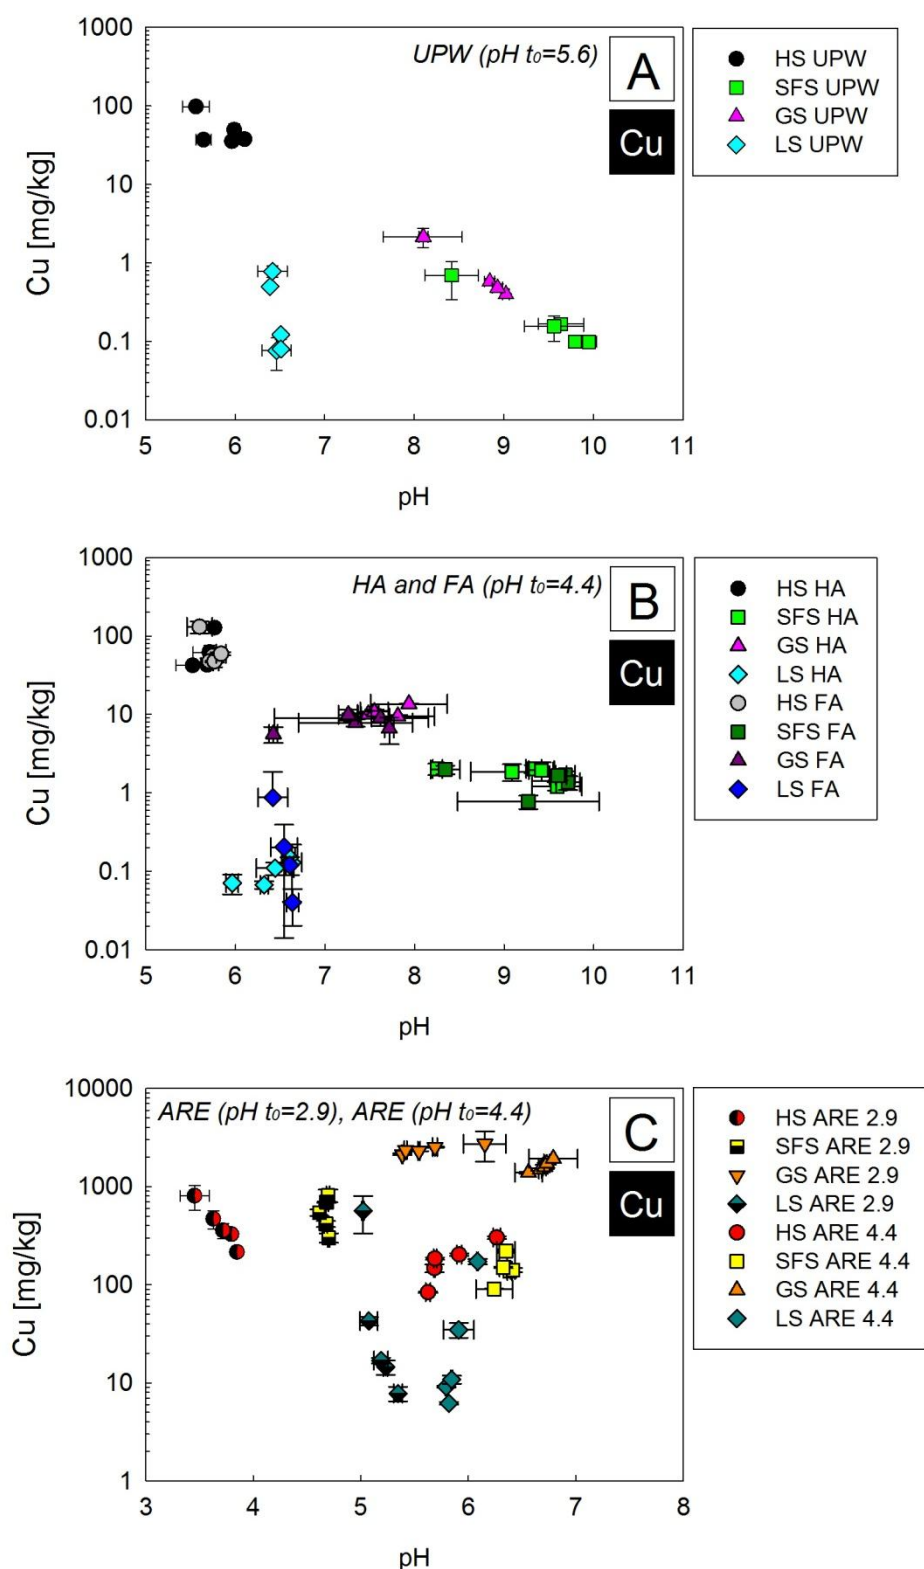 UPW (pH t0=5.6)
A
Cu
Cu [mg/kg]
1000
100
10
1
0.1
0.01
5 6 7 8 9 10 11
pH
HS UPW
SFS UPW
GS UPW
LS UPW
HA and FA (pH t0=4.4)
B
Cu
Cu [mg/kg]
1000
100
10
1
0.1
0.01
5 6 7 8 9 10 11
pH
HS HA
SFS HA
GS HA
LS HA
HS FA
SFS FA
GS FA
LS FA
ARE (pH t0=2.9), ARE (pH t0=4.4)
C
Cu
Cu [mg/kg]
10000
1000
100
10
1
3 4 5 6 7 8
pH
HS ARE 2.9
SFS ARE 2.9
GS ARE 2.9
LS ARE 2.9
HS ARE 4.4
SFS ARE 4.4
GS ARE 4.4
LS ARE 4.4